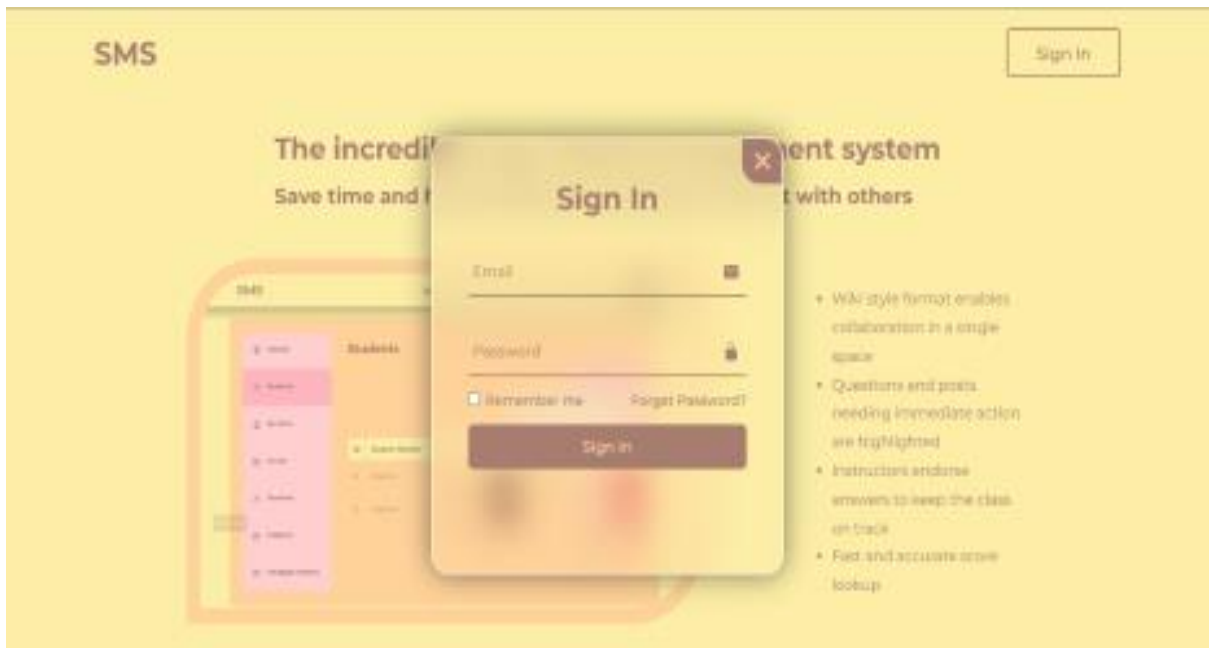 SMS
Sign In
The incredi
ent system
Save time and
with others
Sign In
Email
Password
Remember me
Forget Password?
Sign In
SMS
Students
Wiki style format enables
collaboration in a single
space
Questions and posts
needing immediate action
are highlighted
Instructors endorse
answers to keep the class
on track
Fast and accurate score
lookup